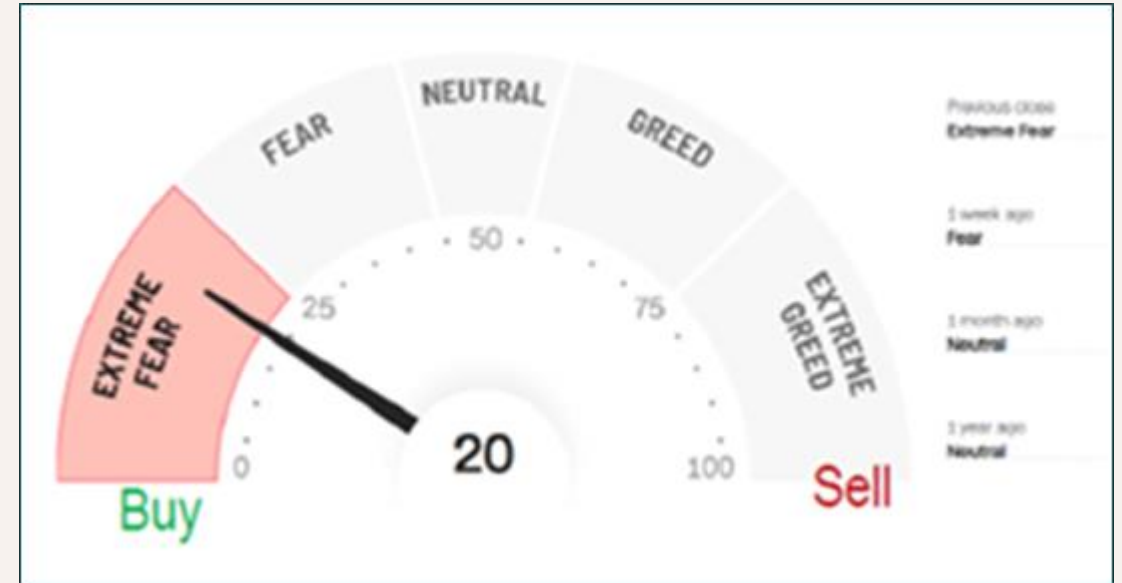 NEUTRAL
FEAR
GREED
EXTREME
FEAR
EXTREME
GREED
0
25
50
75
100
20
Buy
Sell
Previous close
Extreme Fear
1 week ago
Fear
1 month ago
Neutral
1 year ago
Neutral